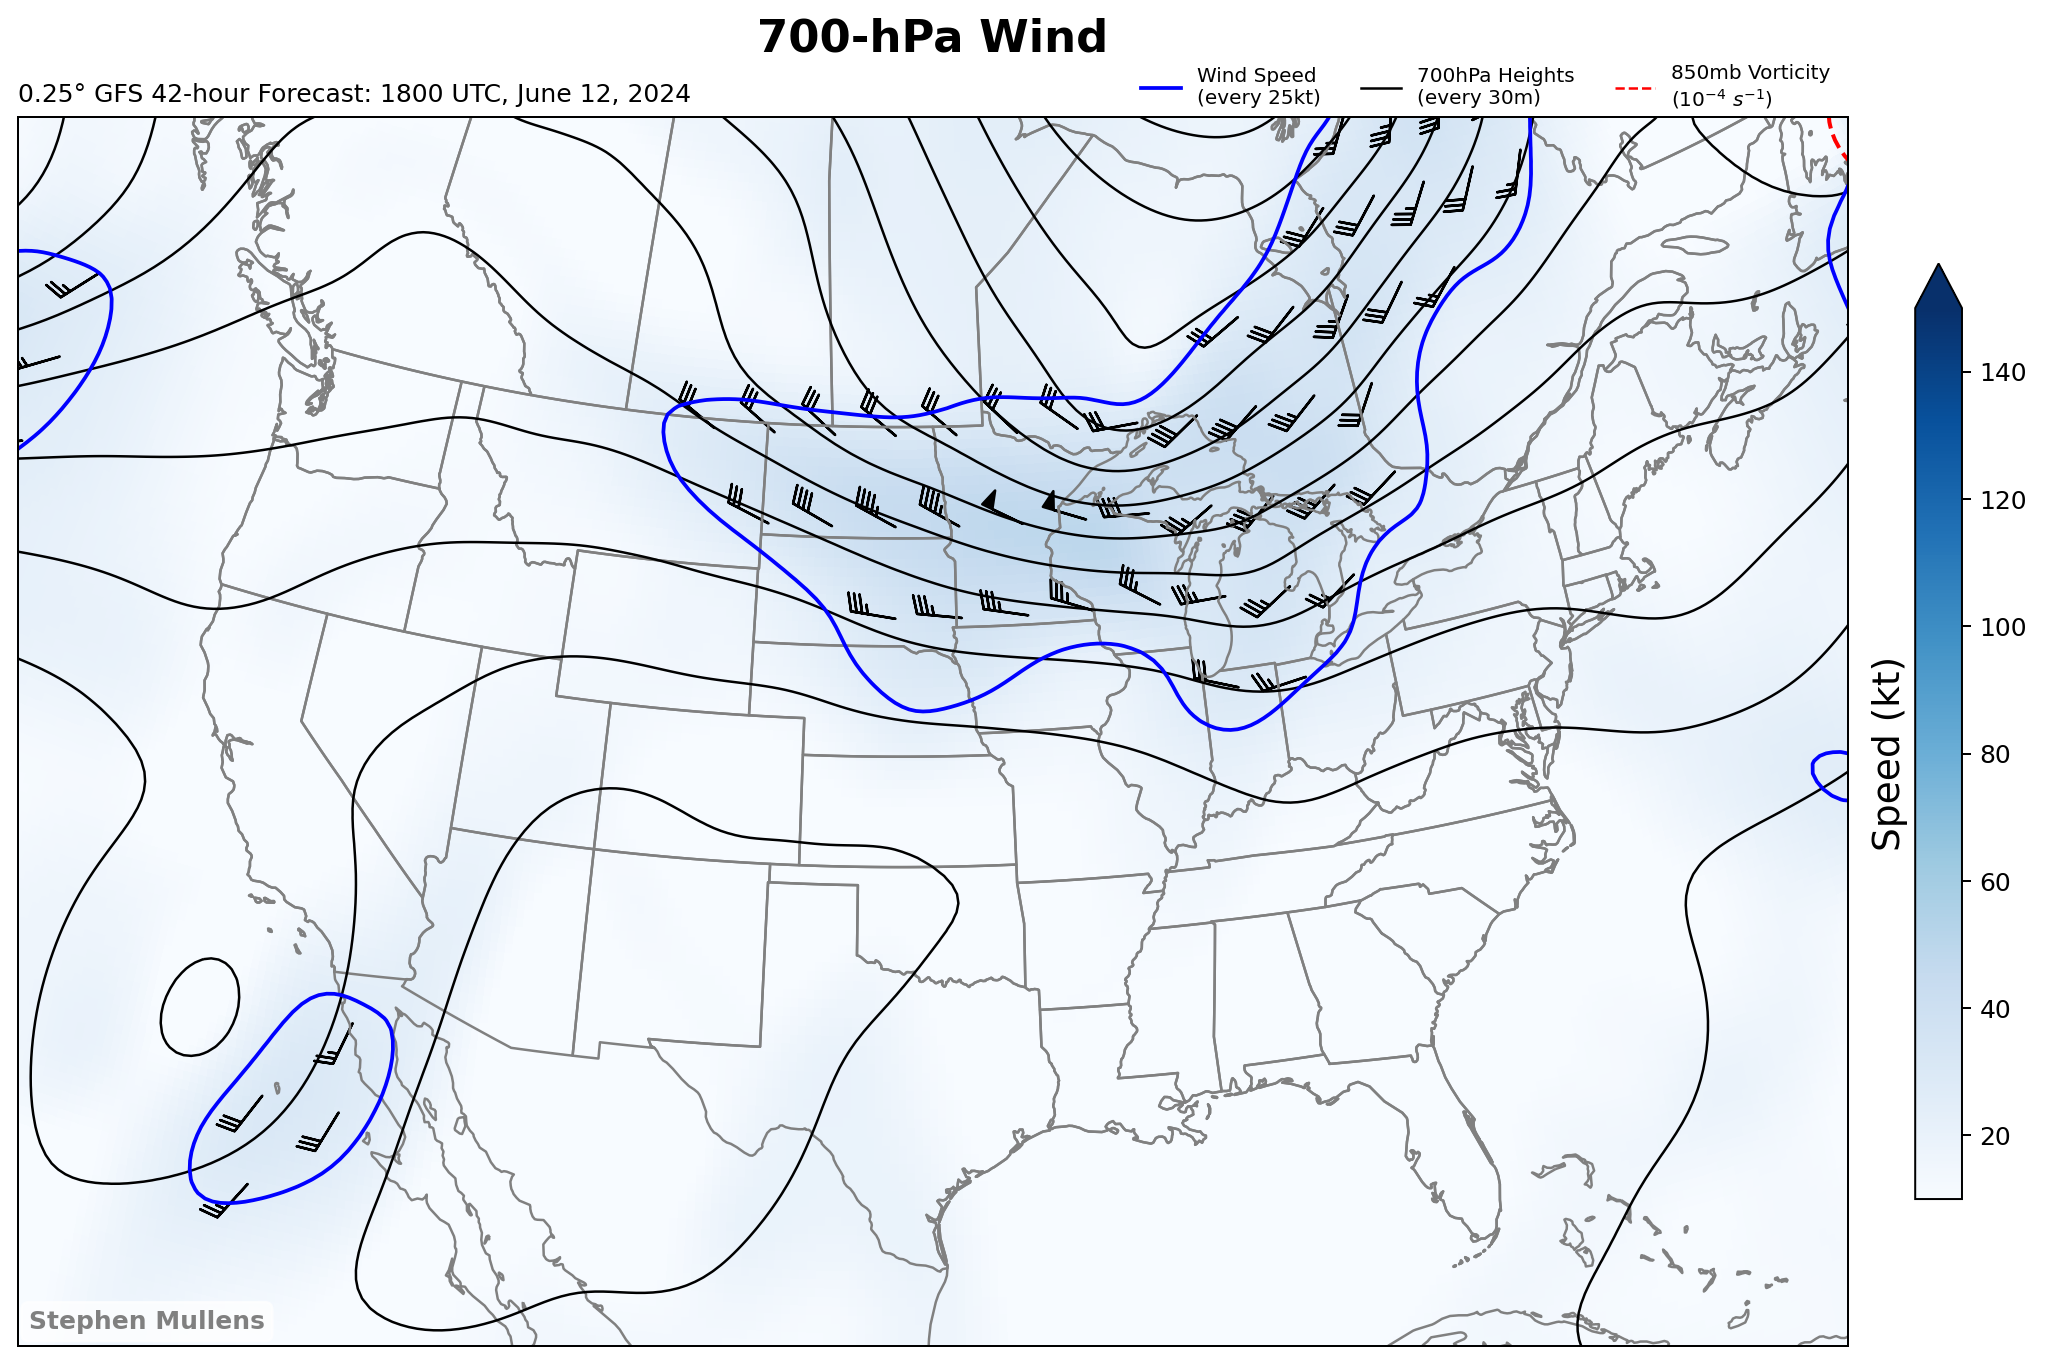 700-hPa Wind
0.25° GFS 42-hour Forecast: 1800 UTC, June 12, 2024
Wind Speed
(every 25kt)
700hPa Heights
(every 30m)
850mb Vorticity
(10⁻⁴ s⁻¹)
140
120
100
80
60
40
20
Speed (kt)
Stephen Mullens